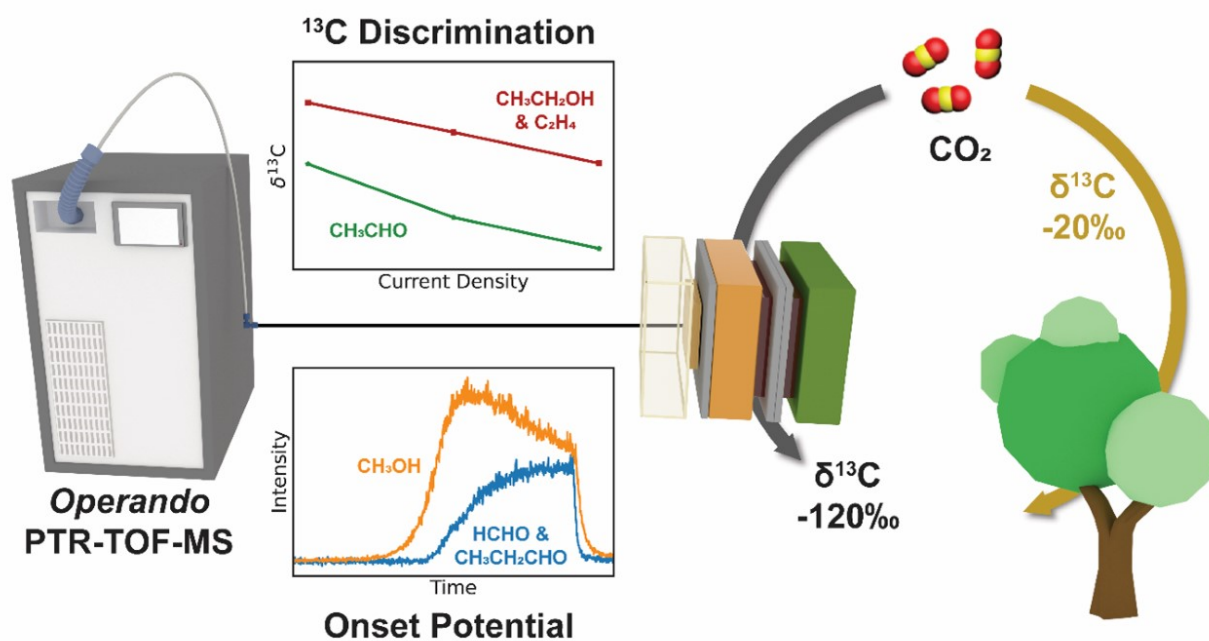 ¹³C Discrimination
CH₃CH₂OH
& C₂H₄
δ¹³C
CH₃CHO
Current Density
CO₂
δ¹³C
-20‰
Operando
PTR-TOF-MS
Intensity
CH₃OH
HCHO &
CH₃CH₂CHO
Time
Onset Potential
δ¹³C
-120‰